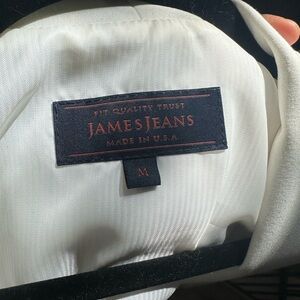 FIT QUALITY TRUST
JAMES JEANS
MADE IN U.S.A.
M